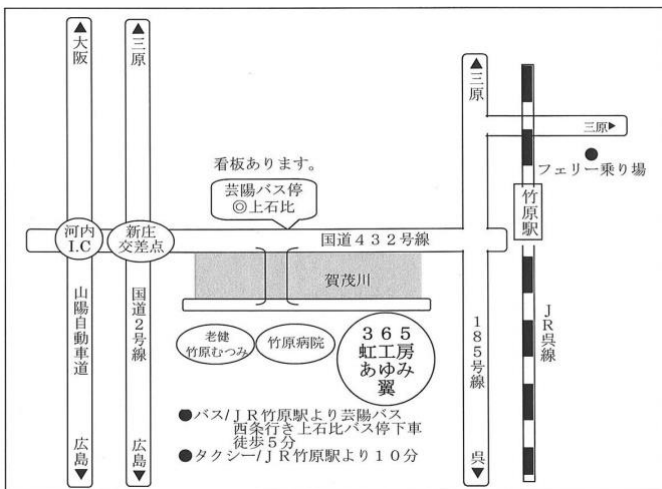 ▲大阪
▲三原
▲三原
三原▶
フェリー乗り場
看板あります。
芸陽バス停
◎上石比
竹原駅
河内
I.C
新庄
交差点
国道432号線
賀茂川
山陽自動車道
国道2号線
185号線
JR呉線
老健
竹原むつみ
竹原病院
365
虹工房
あゆみ
翼
●バス/JR竹原駅より芸陽バス
西条行き上石比バス停下車
徒歩5分
●タクシー/JR竹原駅より10分
広島▼
広島▼
呉▼